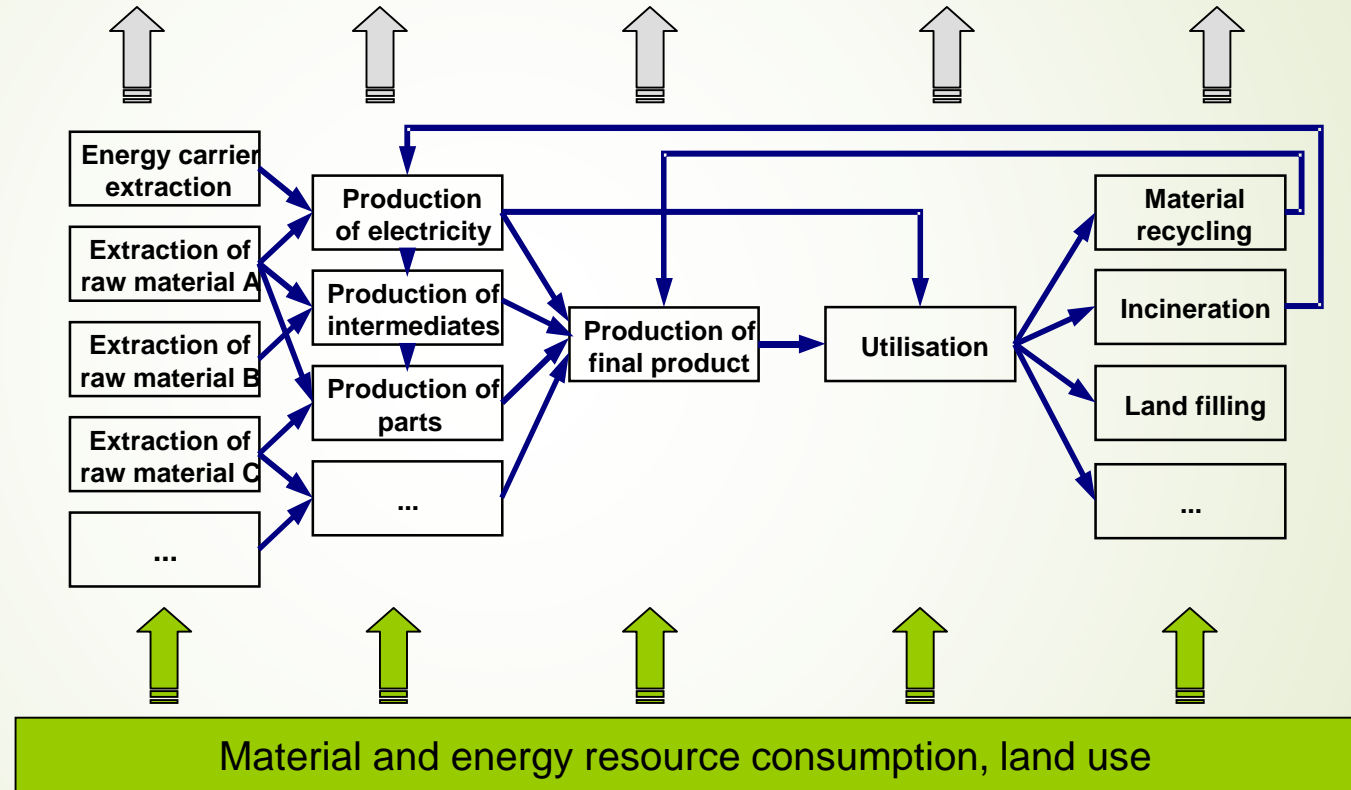 Energy carrier
extraction
Extraction of
raw material A
Extraction of
raw material B
Extraction of
raw material C
...
Production
of electricity
Production of
intermediates
Production of
parts
...
Production of
final product
Utilisation
Material
recycling
Incineration
Land filling
...
Material and energy resource consumption, land use